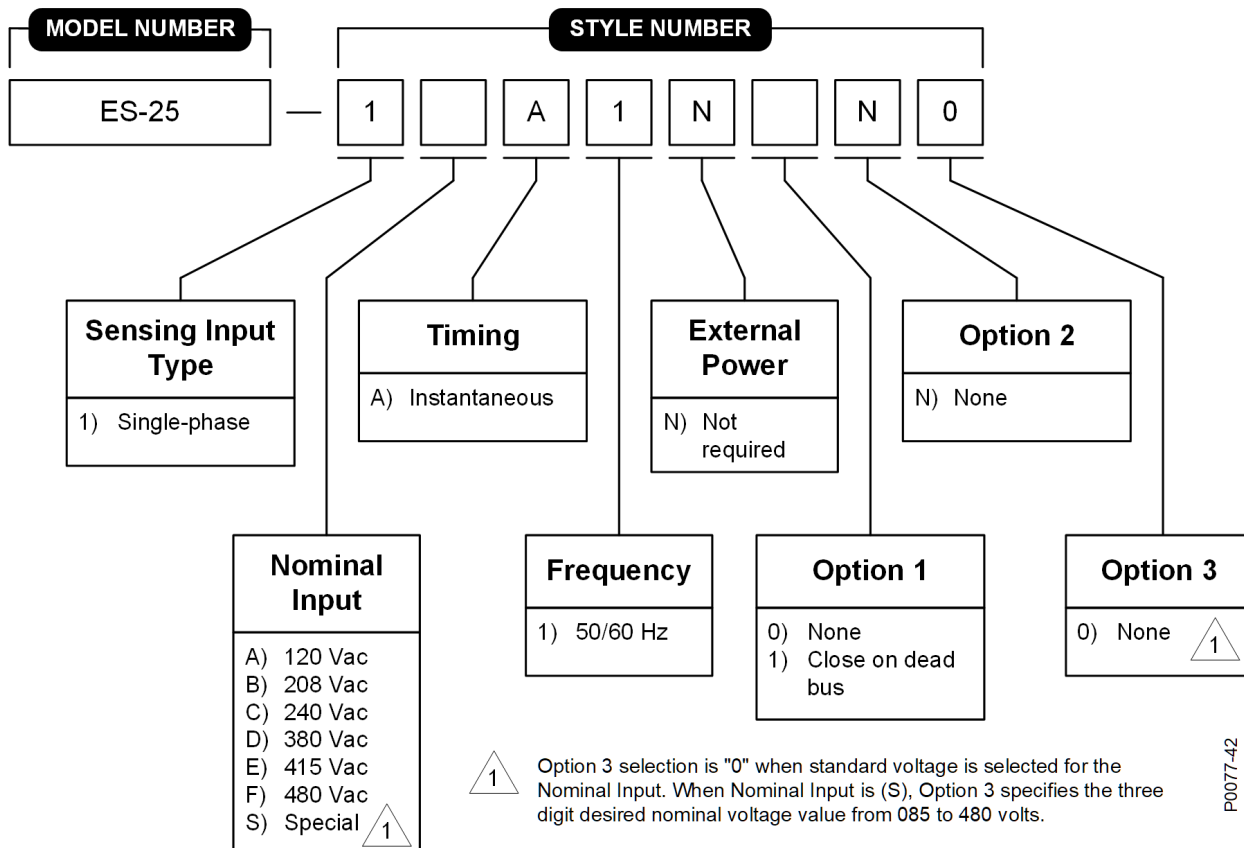 MODEL NUMBER
STYLE NUMBER
ES-25 — 1 A 1 N N 0
Sensing Input
Type
1) Single-phase
Timing
A) Instantaneous
External
Power
N) Not
required
Option 2
N) None
Nominal
Input
A) 120 Vac
B) 208 Vac
C) 240 Vac
D) 380 Vac
E) 415 Vac
F) 480 Vac
S) Special 1
Frequency
1) 50/60 Hz
Option 1
0) None
1) Close on dead
bus
Option 3
0) None 1
1 Option 3 selection is "0" when standard voltage is selected for the
Nominal Input. When Nominal Input is (S), Option 3 specifies the three
digit desired nominal voltage value from 085 to 480 volts.
P0077-42